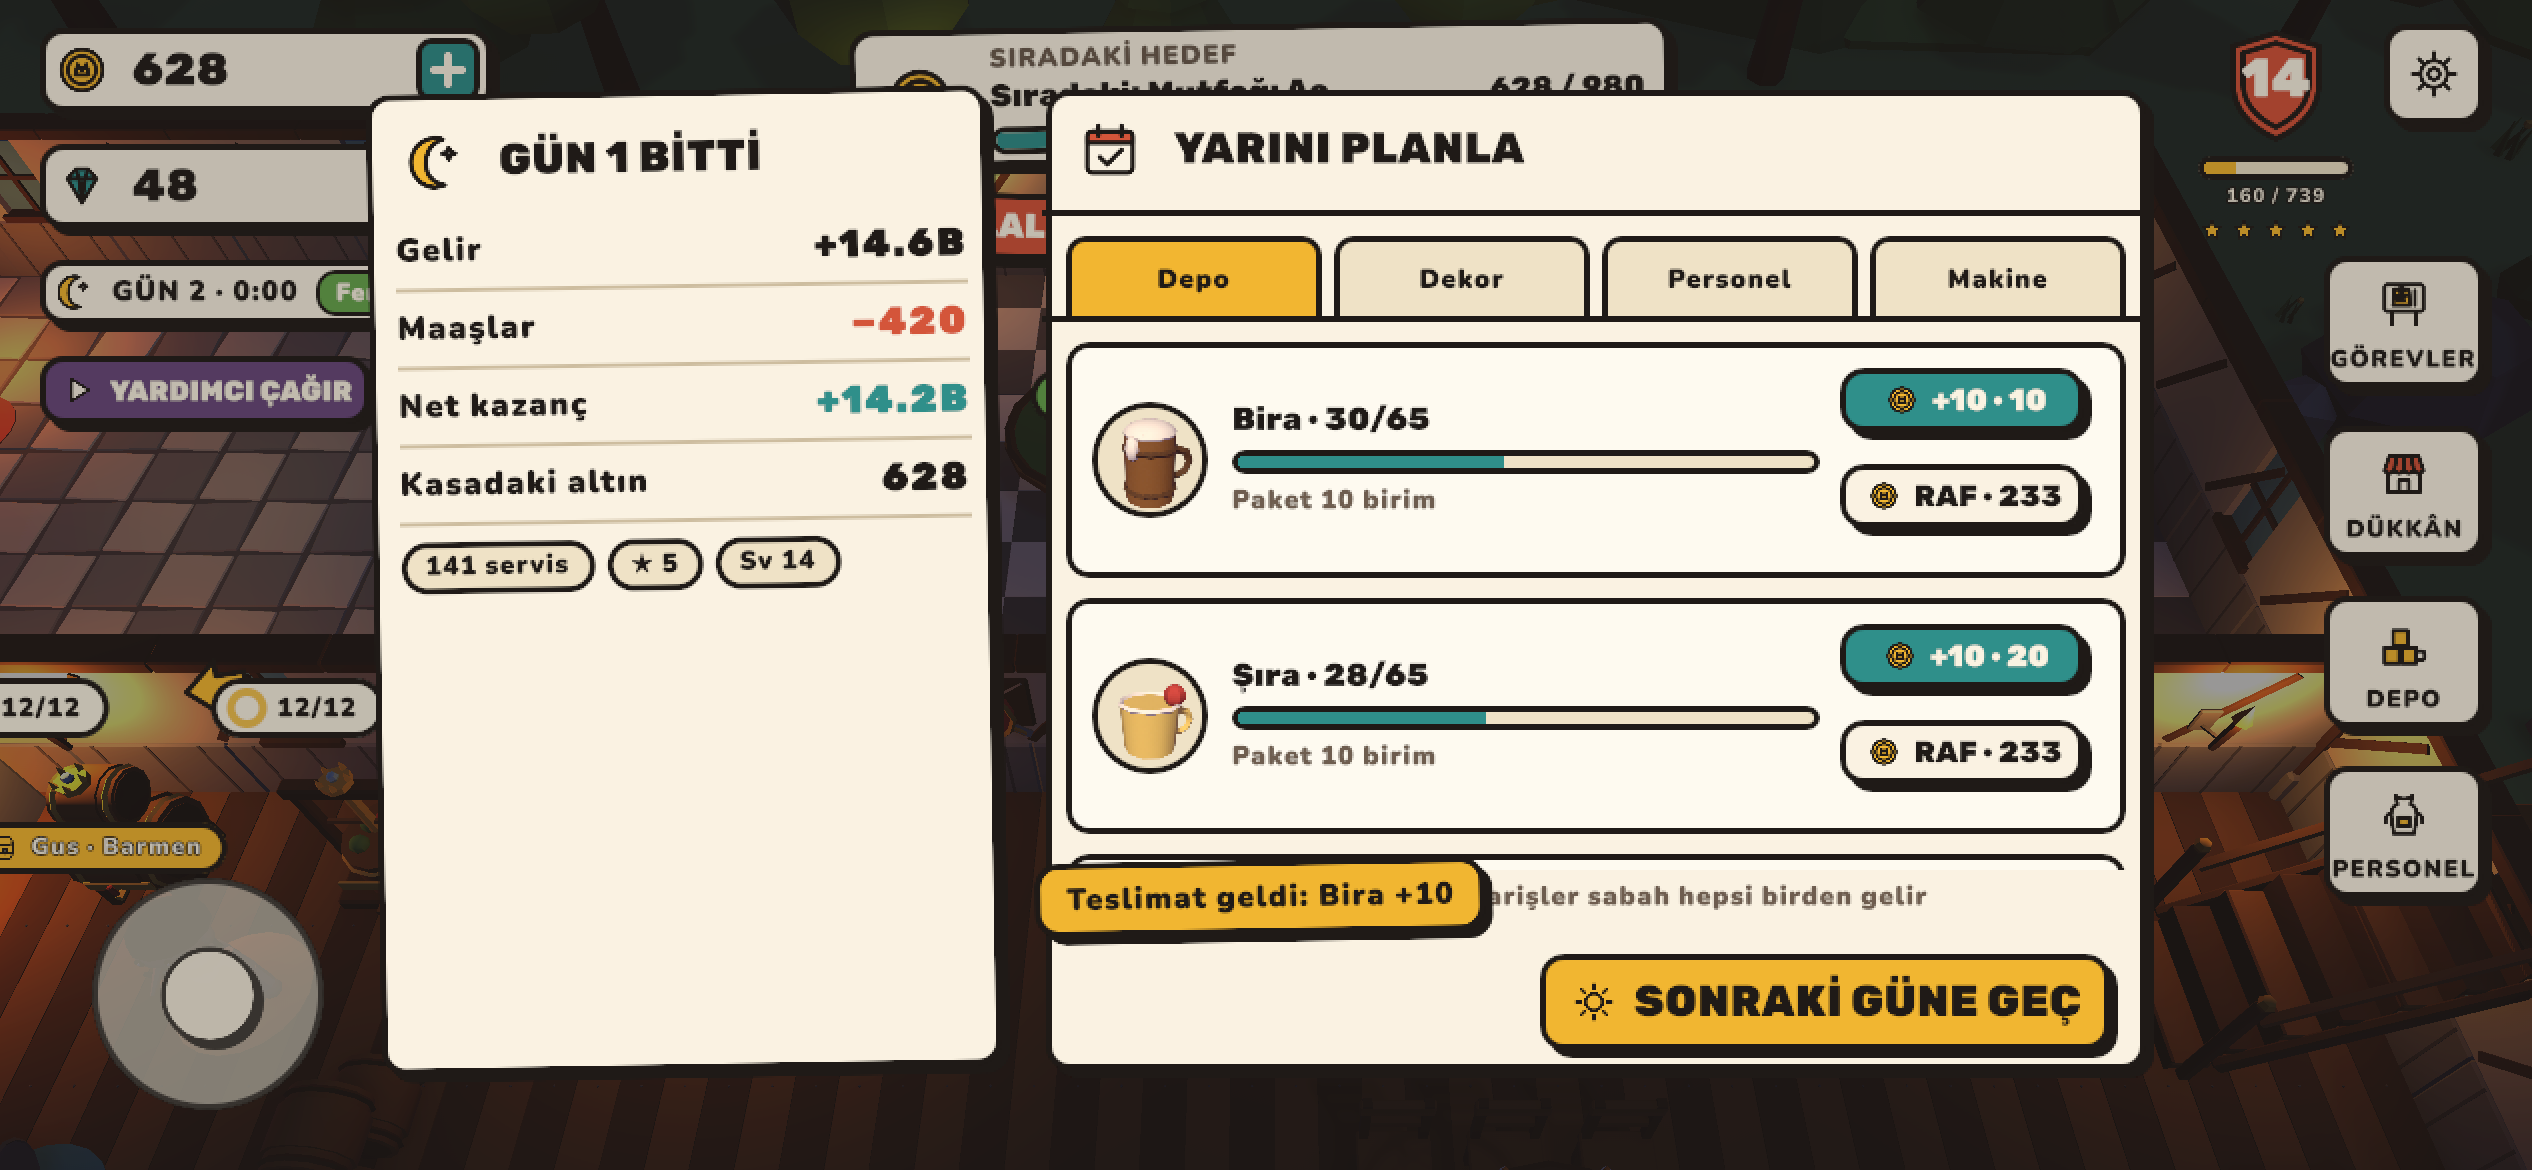 628
SIRADAKİ HEDEF
628 / 980
14
160 / 739
48
GÜN 2 · 0:00
YARDIMCI ÇAĞIR
12/12
12/12
Gus · Barmen
GÜN 1 BİTTİ
Gelir +14.6B
Maaşlar −420
Net kazanç +14.2B
Kasadaki altın 628
141 servis ★ 5 Sv 14
YARINI PLANLA
Depo Dekor Personel Makine
Bira · 30/65
Paket 10 birim
+10 · 10
RAF · 233
Şıra · 28/65
Paket 10 birim
+10 · 20
RAF · 233
Teslimat geldi: Bira +10
sabah hepsi birden gelir
SONRAKİ GÜNE GEÇ
GÖREVLER
DÜKKÂN
DEPO
PERSONEL